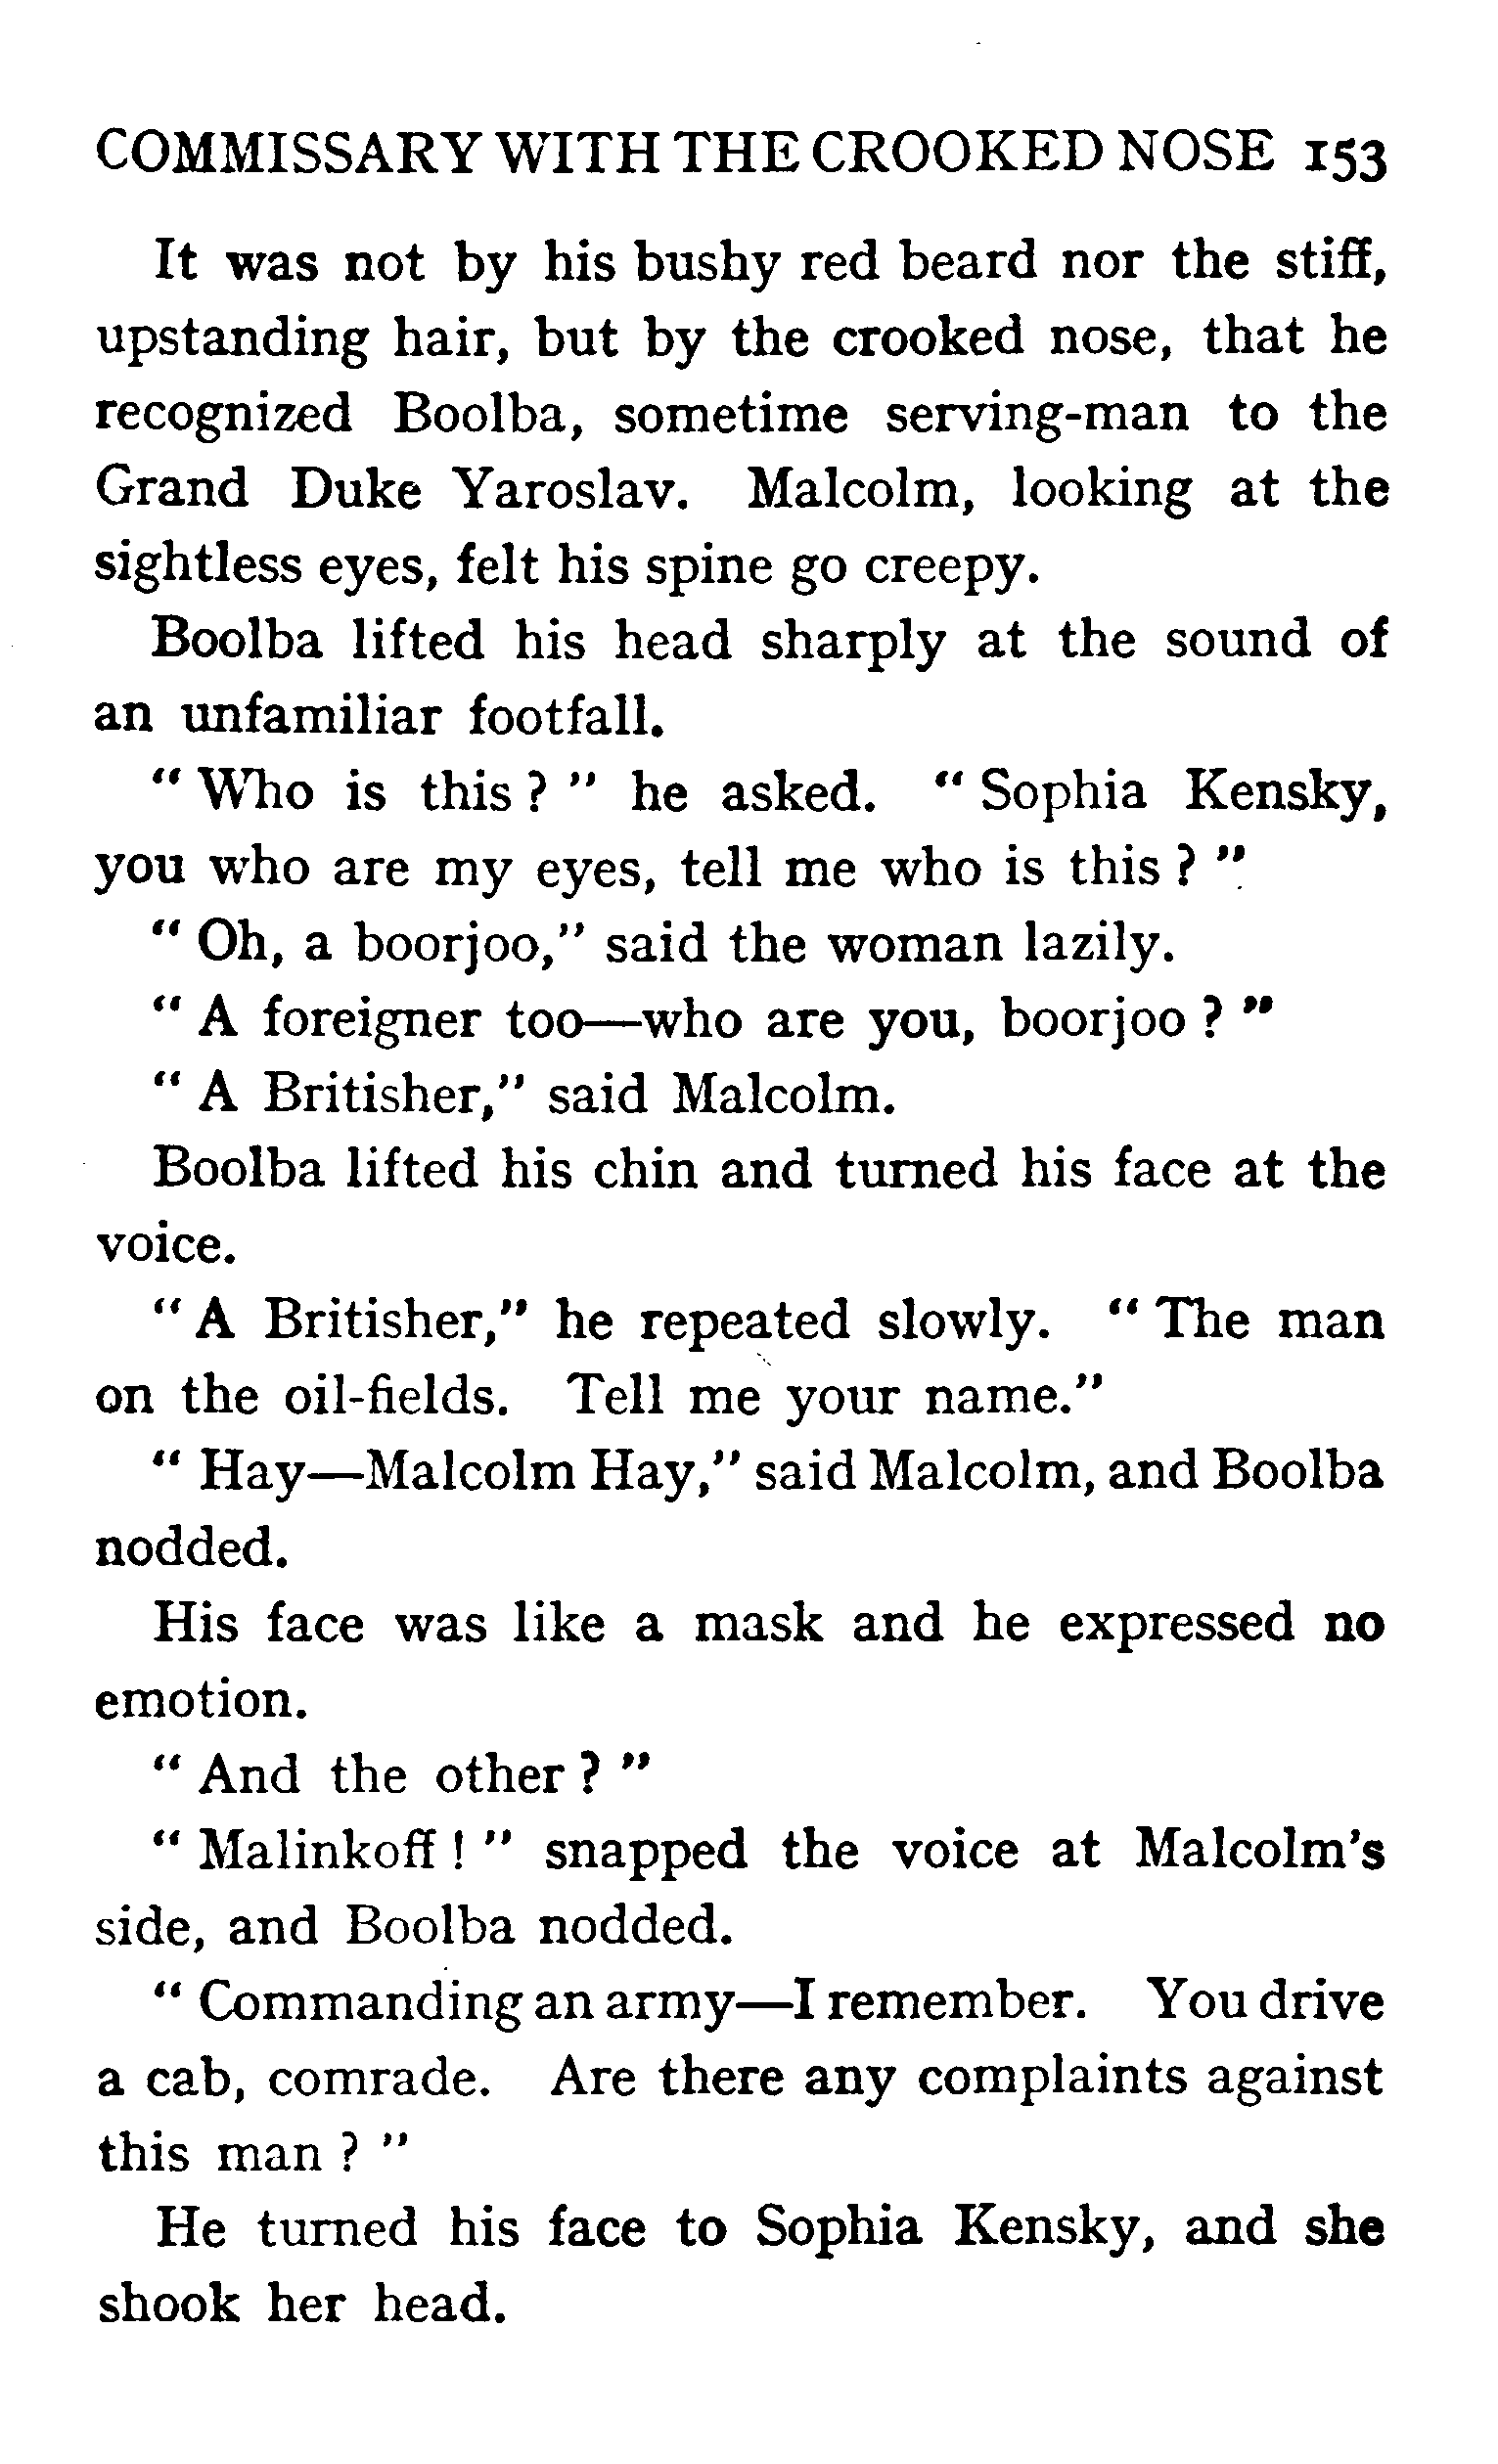 COMMISSARY WITH THE CROOKED NOSE 153
It was not by his bushy red beard nor the stiff,
upstanding hair, but by the crooked nose, that he
recognized Boolba, sometime serving-man to the
Grand Duke Yaroslav. Malcolm, looking at the
sightless eyes, felt his spine go creepy.
Boolba lifted his head sharply at the sound of
an unfamiliar footfall.
" Who is this ? " he asked. " Sophia Kensky,
you who are my eyes, tell me who is this ? "
" Oh, a boorjoo," said the woman lazily.
" A foreigner too—who are you, boorjoo ? "
" A Britisher," said Malcolm.
Boolba lifted his chin and turned his face at the
voice.
" A Britisher," he repeated slowly. " The man
on the oil-fields. Tell me your name."
" Hay—Malcolm Hay," said Malcolm, and Boolba
nodded.
His face was like a mask and he expressed no
emotion.
" And the other ? "
" Malinkoff ! " snapped the voice at Malcolm's
side, and Boolba nodded.
" Commanding an army—I remember. You drive
a cab, comrade. Are there any complaints against
this man ? "
He turned his face to Sophia Kensky, and she
shook her head.